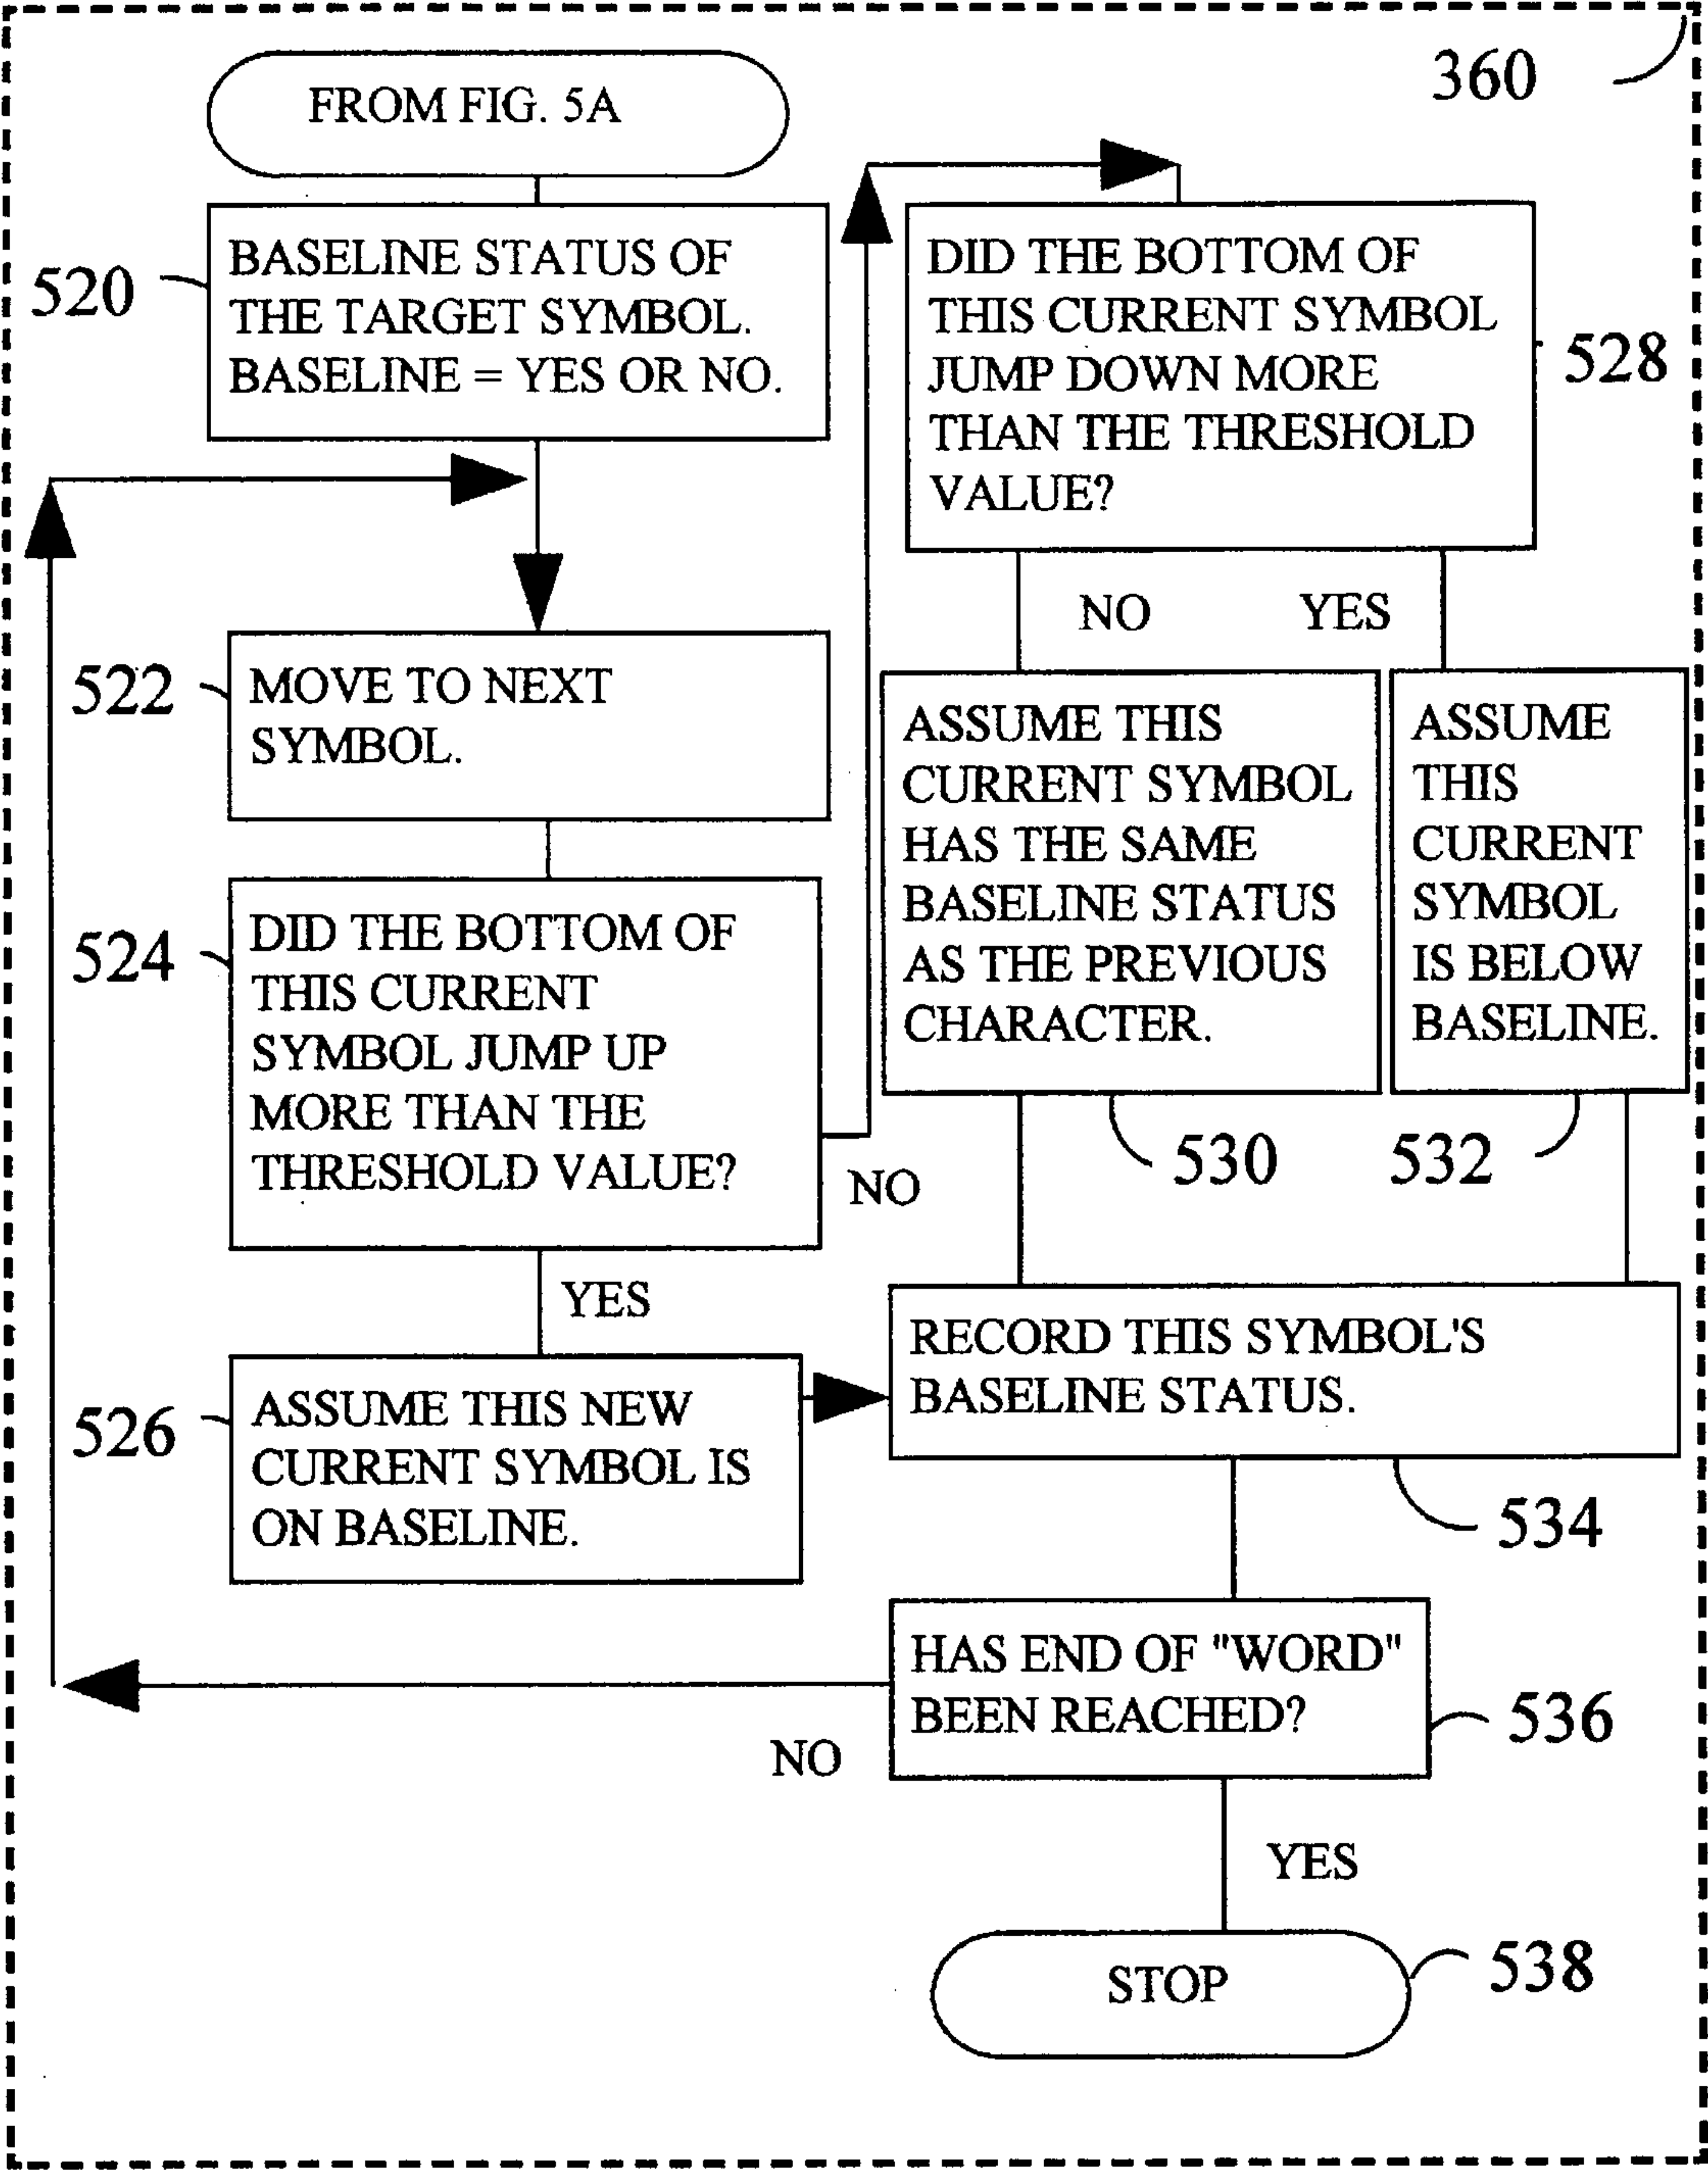 360
FROM FIG. 5A
520
BASELINE STATUS OF
THE TARGET SYMBOL.
BASELINE = YES OR NO.
522
MOVE TO NEXT
SYMBOL.
524
DID THE BOTTOM OF
THIS CURRENT
SYMBOL JUMP UP
MORE THAN THE
THRESHOLD VALUE?
NO
YES
526
ASSUME THIS NEW
CURRENT SYMBOL IS
ON BASELINE.
DID THE BOTTOM OF
THIS CURRENT SYMBOL
JUMP DOWN MORE
THAN THE THRESHOLD
VALUE?
528
NO
YES
ASSUME THIS
CURRENT SYMBOL
HAS THE SAME
BASELINE STATUS
AS THE PREVIOUS
CHARACTER.
530
ASSUME
THIS
CURRENT
SYMBOL
IS BELOW
BASELINE.
532
RECORD THIS SYMBOL'S
BASELINE STATUS.
534
HAS END OF "WORD"
BEEN REACHED?
536
NO
YES
STOP
538